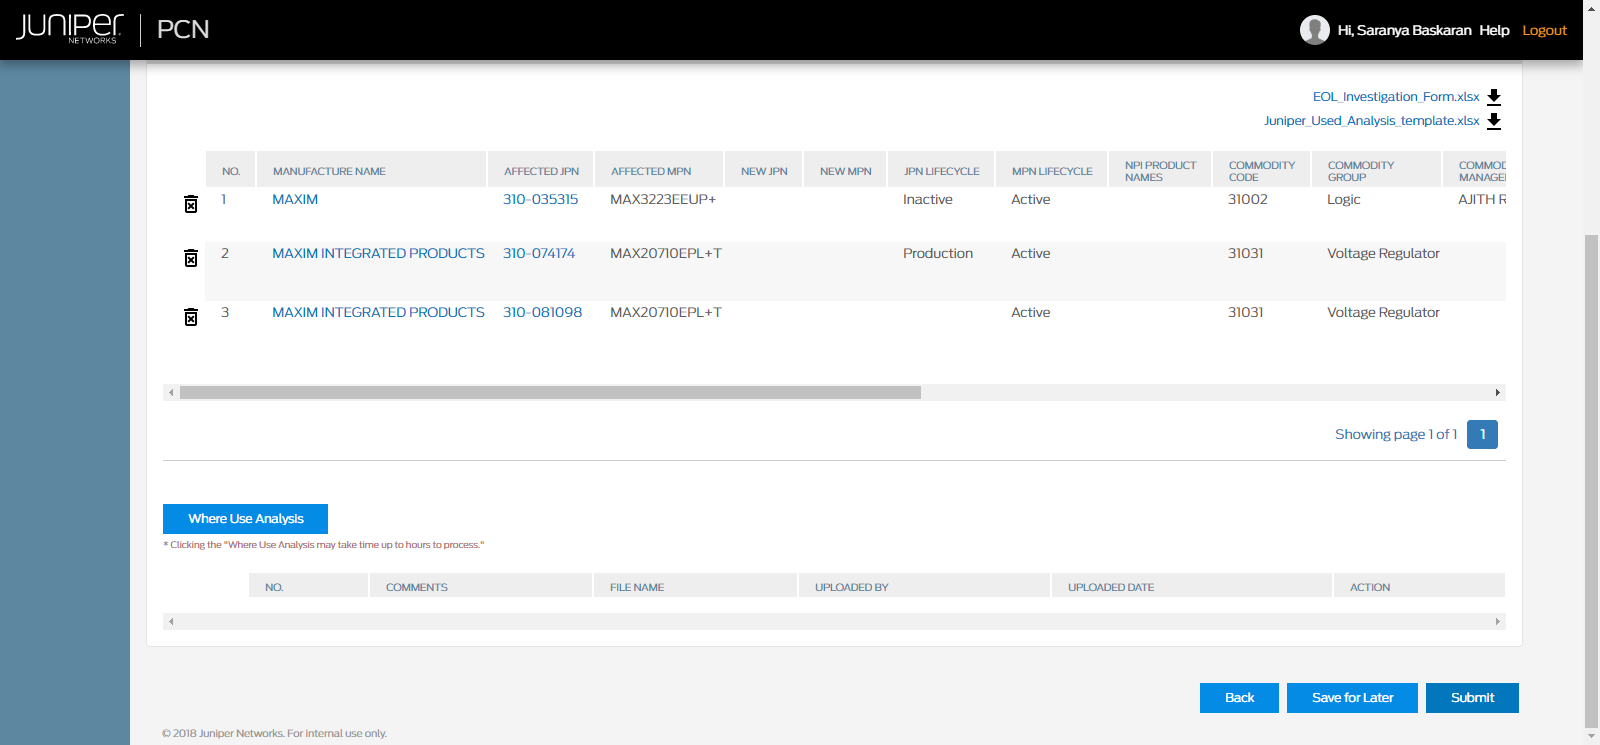 JUNIPER NETWORKS PCN Hi, Saranya Baskaran Help Logout
EOL_Investigation_Form.xlsx
Juniper_Used_Analysis_template.xlsx
NO. MANUFACTURE NAME AFFECTED JPN AFFECTED MPN NEW JPN NEW MPN JPN LIFECYCLE MPN LIFECYCLE NPI PRODUCT NAMES COMMODITY CODE COMMODITY GROUP
1 MAXIM 310-035315 MAX3223EEUP+ Inactive Active 31002 Logic AJITH R
2 MAXIM INTEGRATED PRODUCTS 310-074174 MAX20710EPL+T Production Active 31031 Voltage Regulator
3 MAXIM INTEGRATED PRODUCTS 310-081098 MAX20710EPL+T Active 31031 Voltage Regulator
Showing page 1 of 1 1
Where Use Analysis
* Clicking the "Where Use Analysis may take time up to hours to process."
NO. COMMENTS FILE NAME UPLOADED BY UPLOADED DATE ACTION
Back Save for Later Submit
© 2018 Juniper Networks. For internal use only.